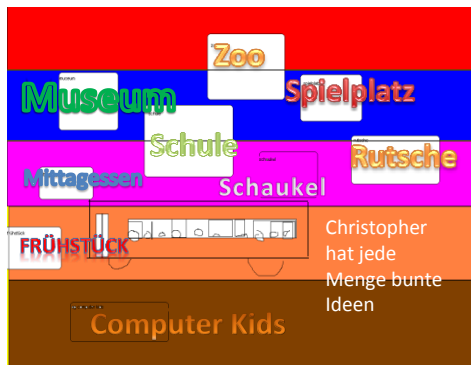 Zoo
Museum
Spielplatz
Schule
Rutsche
Mittagessen
Schaukel
FRÜHSTÜCK
Christopher
hat jede
Menge bunte
Ideen
Computer Kids